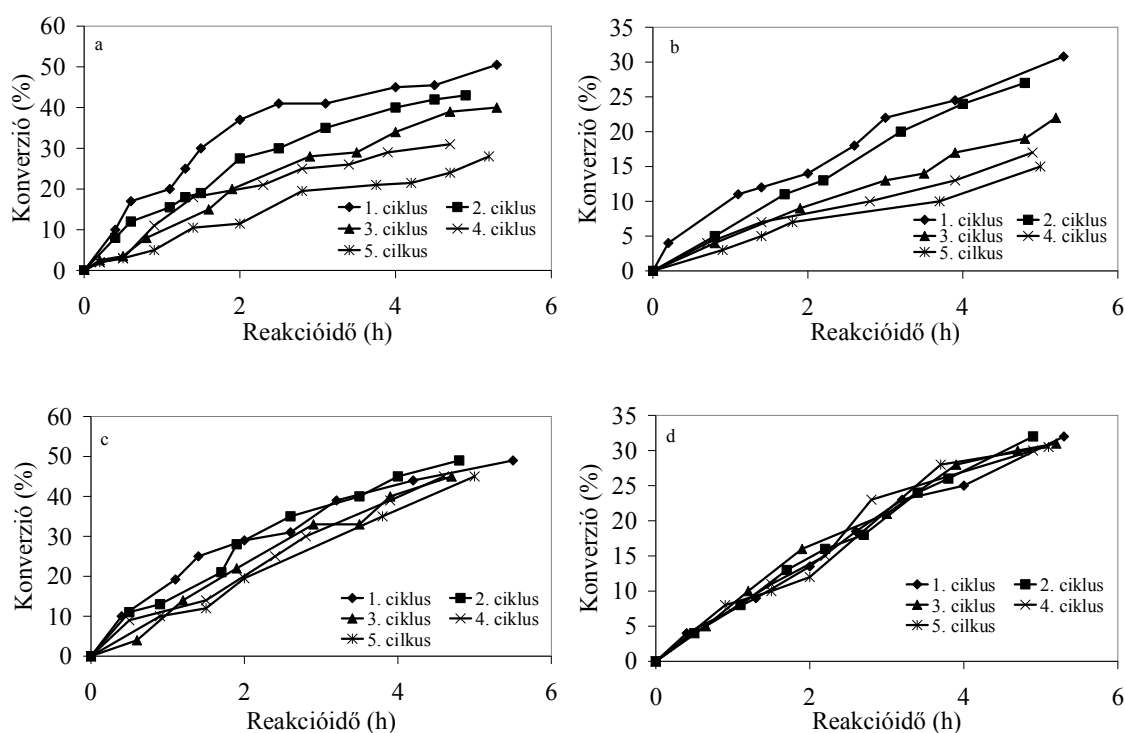 a
Konverzió (%)
60
50
40
30
20
10
0
0 2 4 6
Reakcióidő (h)
1. ciklus 2. ciklus
3. ciklus 4. ciklus
5. cilkus
b
Konverzió (%)
35
30
25
20
15
10
5
0
0 2 4 6
Reakcióidő (h)
1. ciklus 2. ciklus
3. ciklus 4. ciklus
5. ciklus
c
Konverzió (%)
60
50
40
30
20
10
0
0 2 4 6
Reakcióidő (h)
1. ciklus 2. ciklus
3. ciklus 4. ciklus
5. cilkus
d
Konverzió (%)
35
30
25
20
15
10
5
0
0 2 4 6
Reakcióidő (h)
1. ciklus 2. ciklus
3. ciklus 4. ciklus
5. cilkus